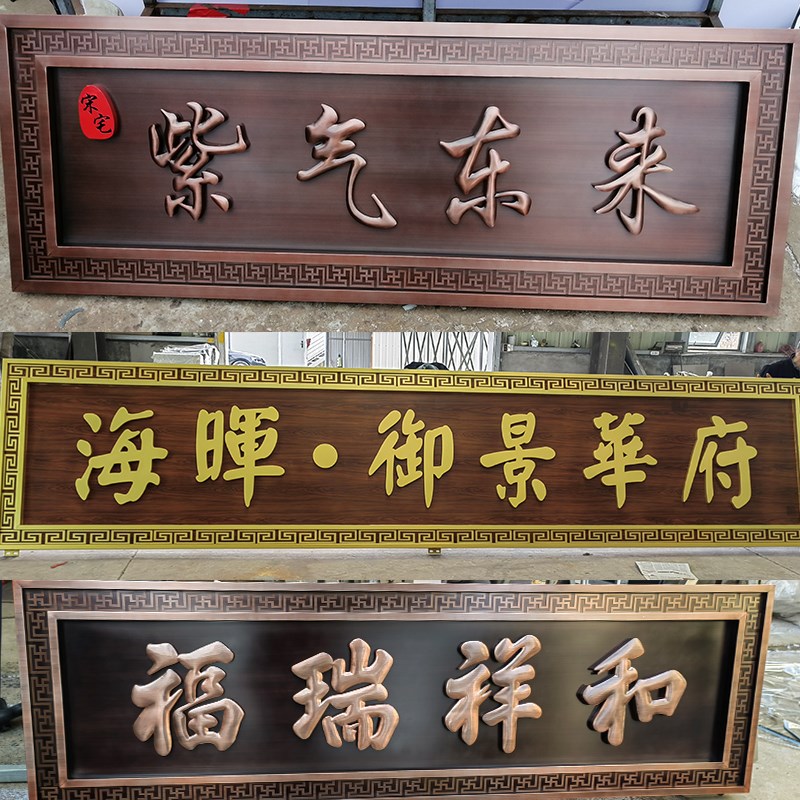 宋宅
紫气东来
海暉·御景華府
福瑞祥和